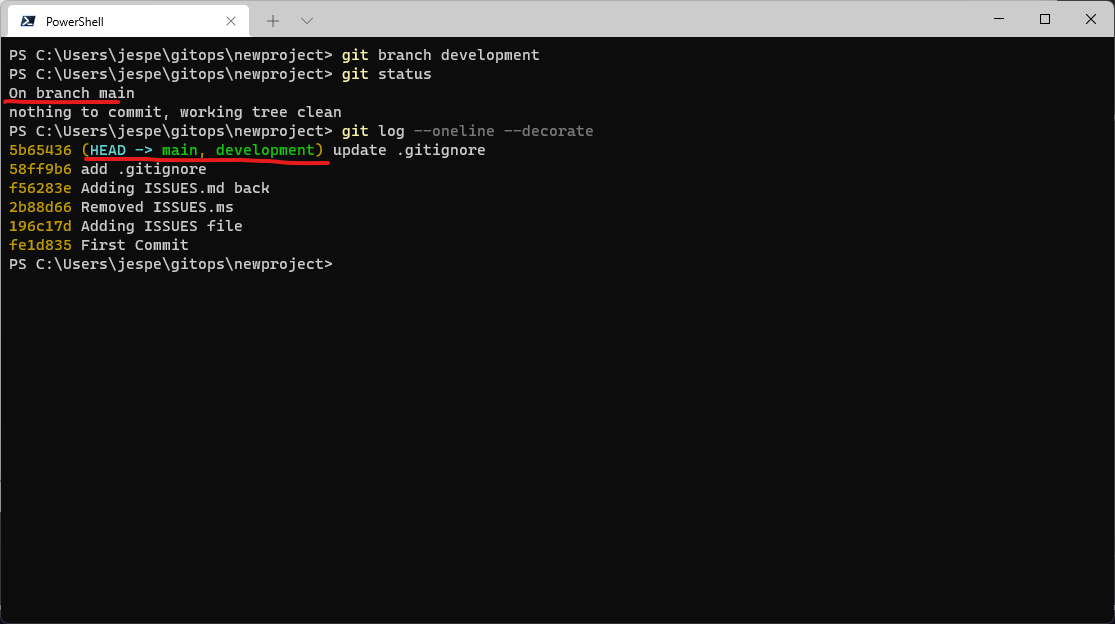 PowerShell
PS C:\Users\jespe\gitops\newproject> git branch development
PS C:\Users\jespe\gitops\newproject> git status
On branch main
nothing to commit, working tree clean
PS C:\Users\jespe\gitops\newproject> git log --oneline --decorate
5b65436 (HEAD -> main, development) update .gitignore
58ff9b6 add .gitignore
f56283e Adding ISSUES.md back
2b88d66 Removed ISSUES.ms
196c17d Adding ISSUES file
fe1d835 First Commit
PS C:\Users\jespe\gitops\newproject>